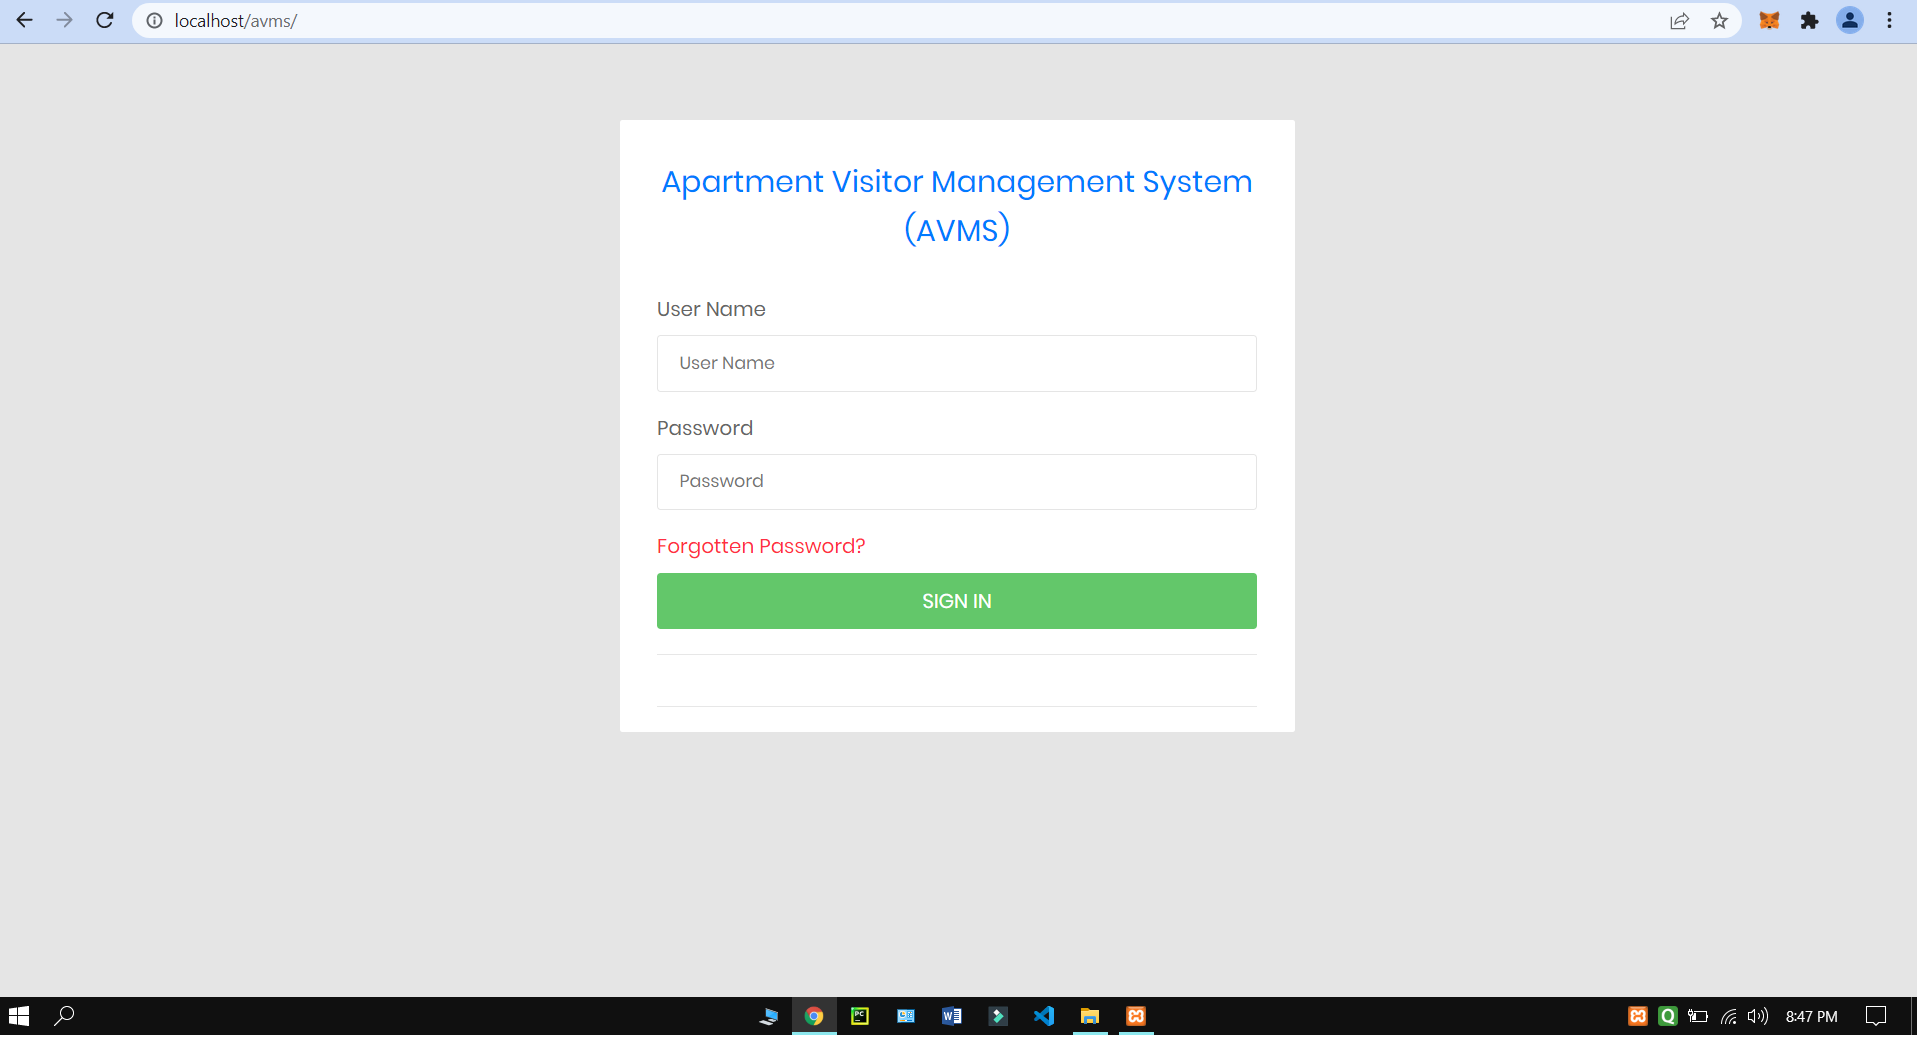 localhost/avms/
Apartment Visitor Management System
(AVMS)
User Name
User Name
Password
Password
Forgotten Password?
SIGN IN
8:47 PM